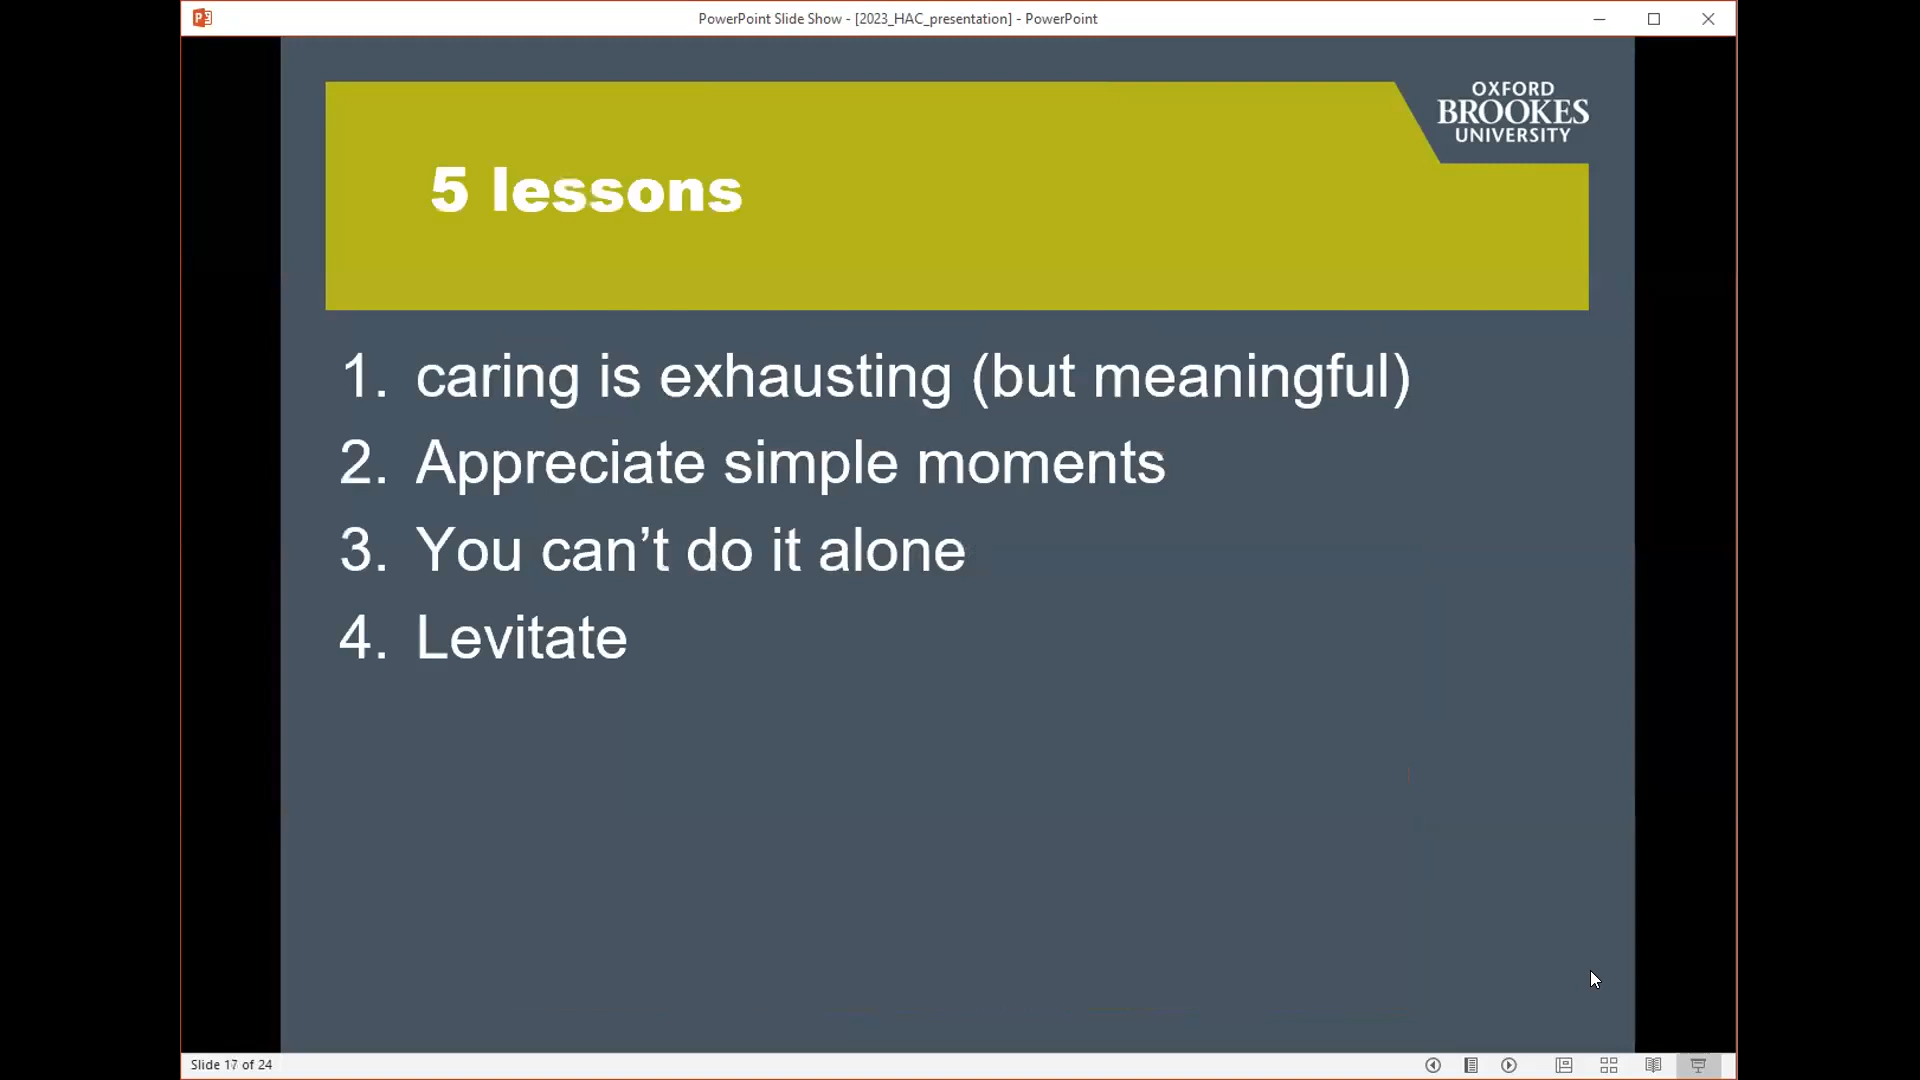 PowerPoint Slide Show - [2023_HAC_presentation] - PowerPoint
OXFORD
BROOKES
UNIVERSITY
5 lessons
1. caring is exhausting (but meaningful)
2. Appreciate simple moments
3. You can’t do it alone
4. Levitate
Slide 17 of 24